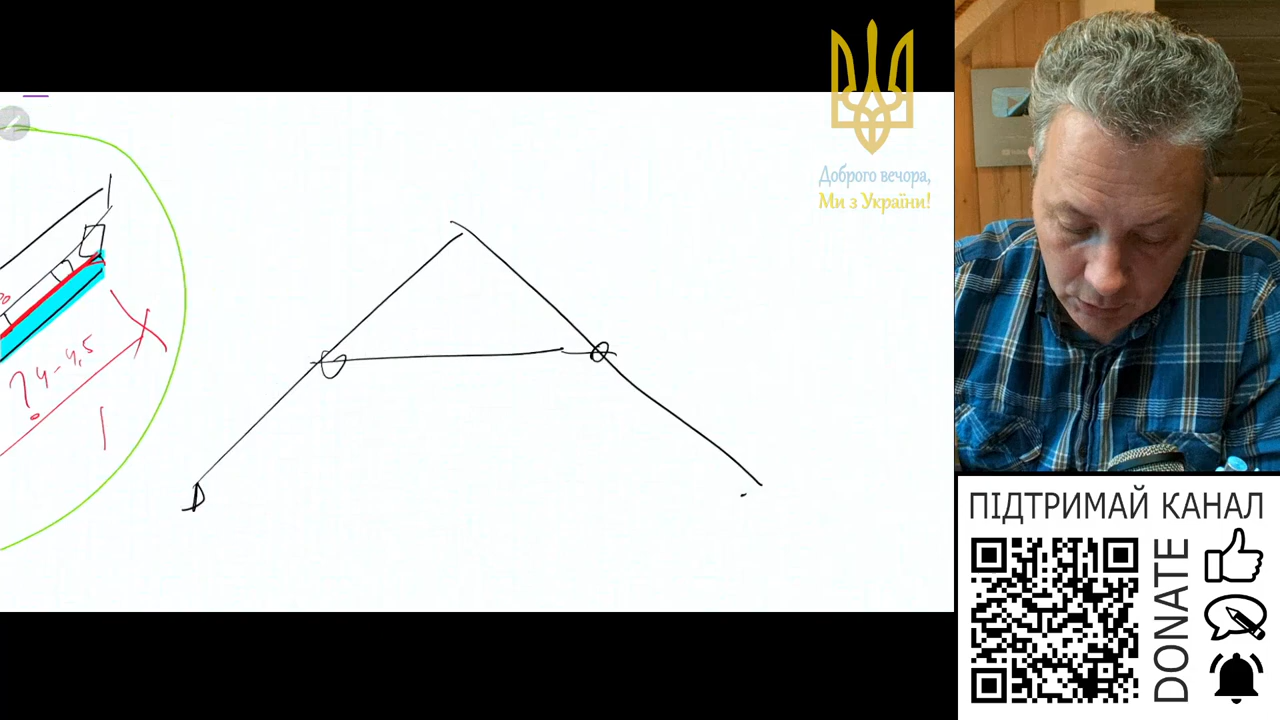 Доброго вечора,
Ми з України!
4-4,5
ПІДТРИМАЙ КАНАЛ
DONATE